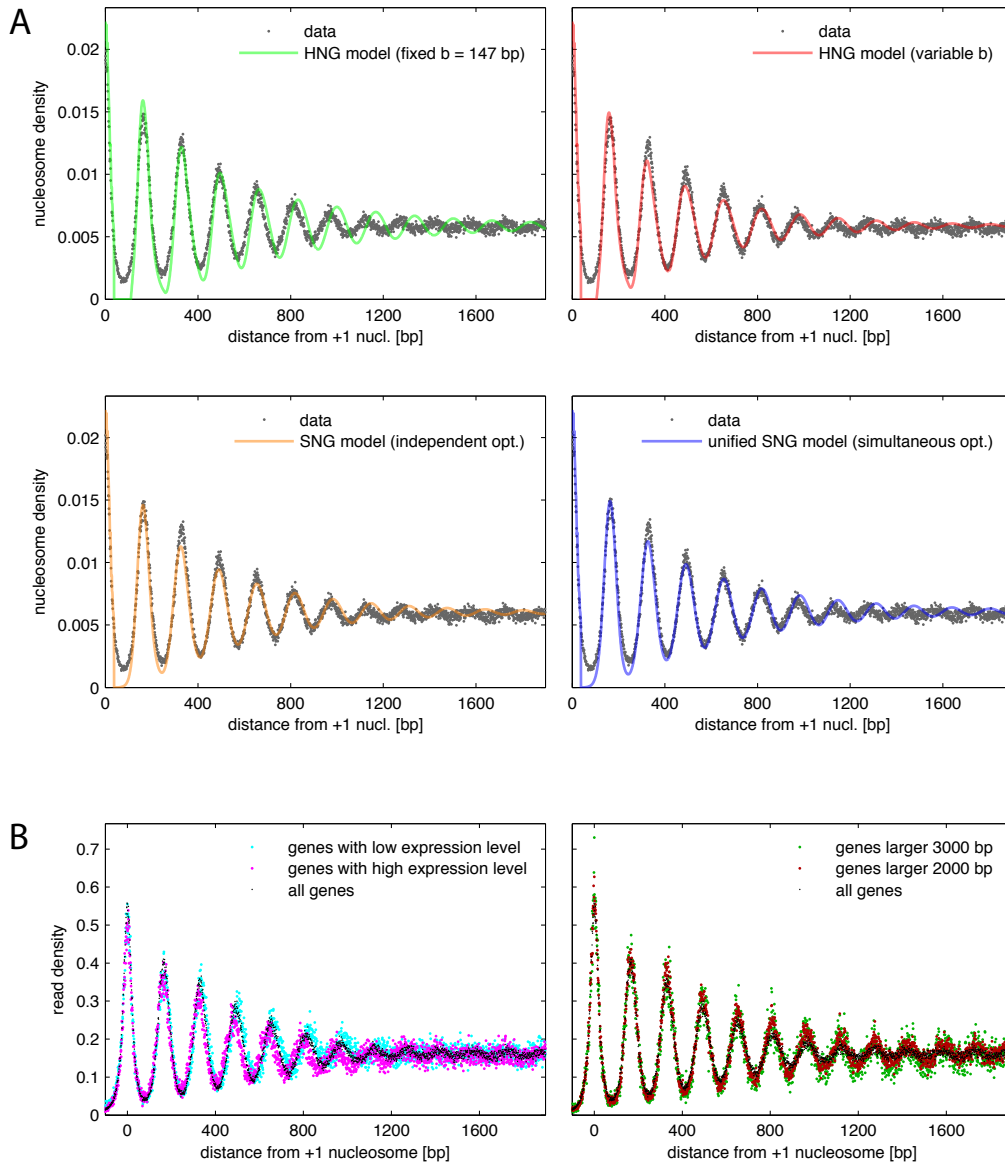 A
data
HNG model (fixed b = 147 bp)
nucleosome density
0.02
0.015
0.01
0.005
0
0 400 800 1200 1600
distance from +1 nucl. [bp]
data
HNG model (variable b)
0 400 800 1200 1600
distance from +1 nucl. [bp]
data
SNG model (independent opt.)
nucleosome density
0.02
0.015
0.01
0.005
0
0 400 800 1200 1600
distance from +1 nucl. [bp]
data
unified SNG model (simultaneous opt.)
0 400 800 1200 1600
distance from +1 nucl. [bp]
B
genes with low expression level
genes with high expression level
all genes
read density
0.7
0.6
0.5
0.4
0.3
0.2
0.1
0
0 400 800 1200 1600
distance from +1 nucleosome [bp]
genes larger 3000 bp
genes larger 2000 bp
all genes
0 400 800 1200 1600
distance from +1 nucleosome [bp]